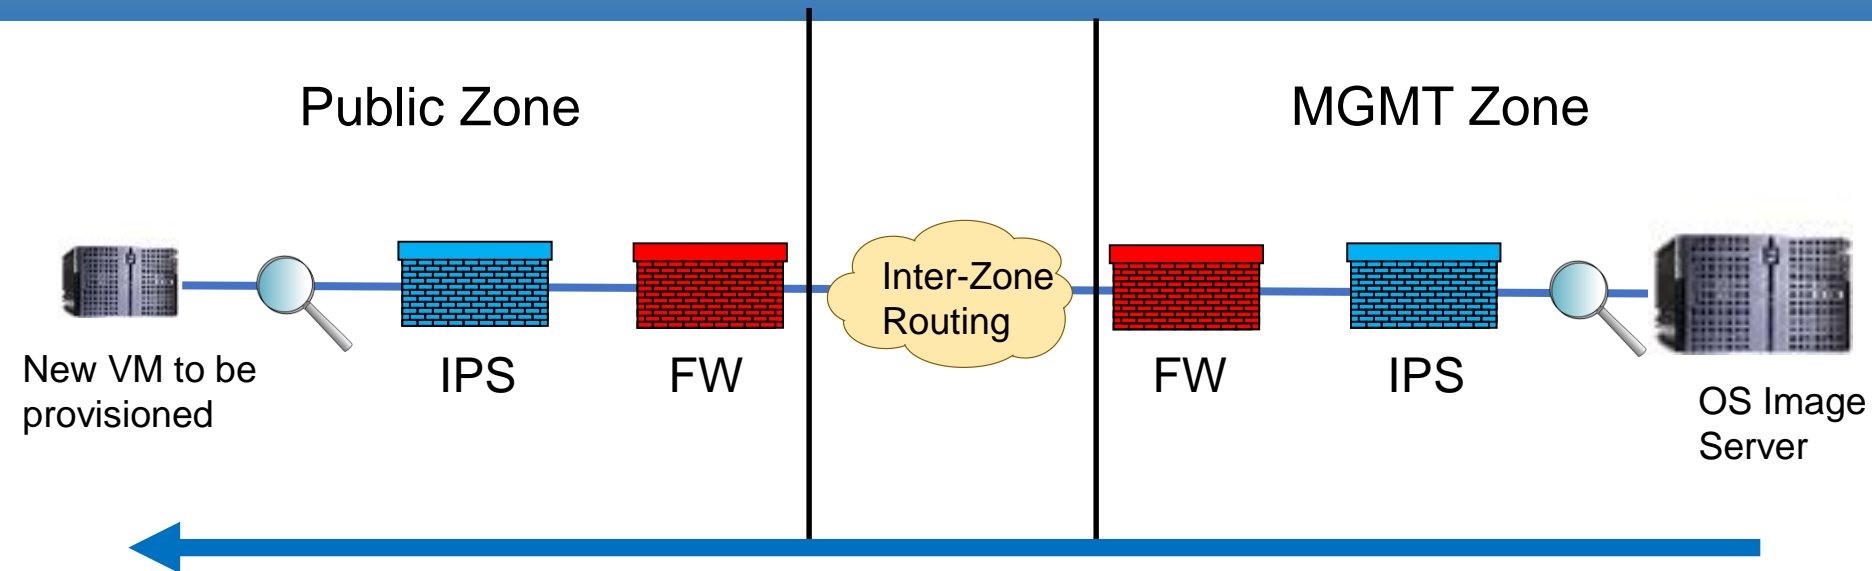 Public Zone
MGMT Zone
Inter-Zone
Routing
New VM to be
provisioned
IPS
FW
FW
IPS
OS Image
Server